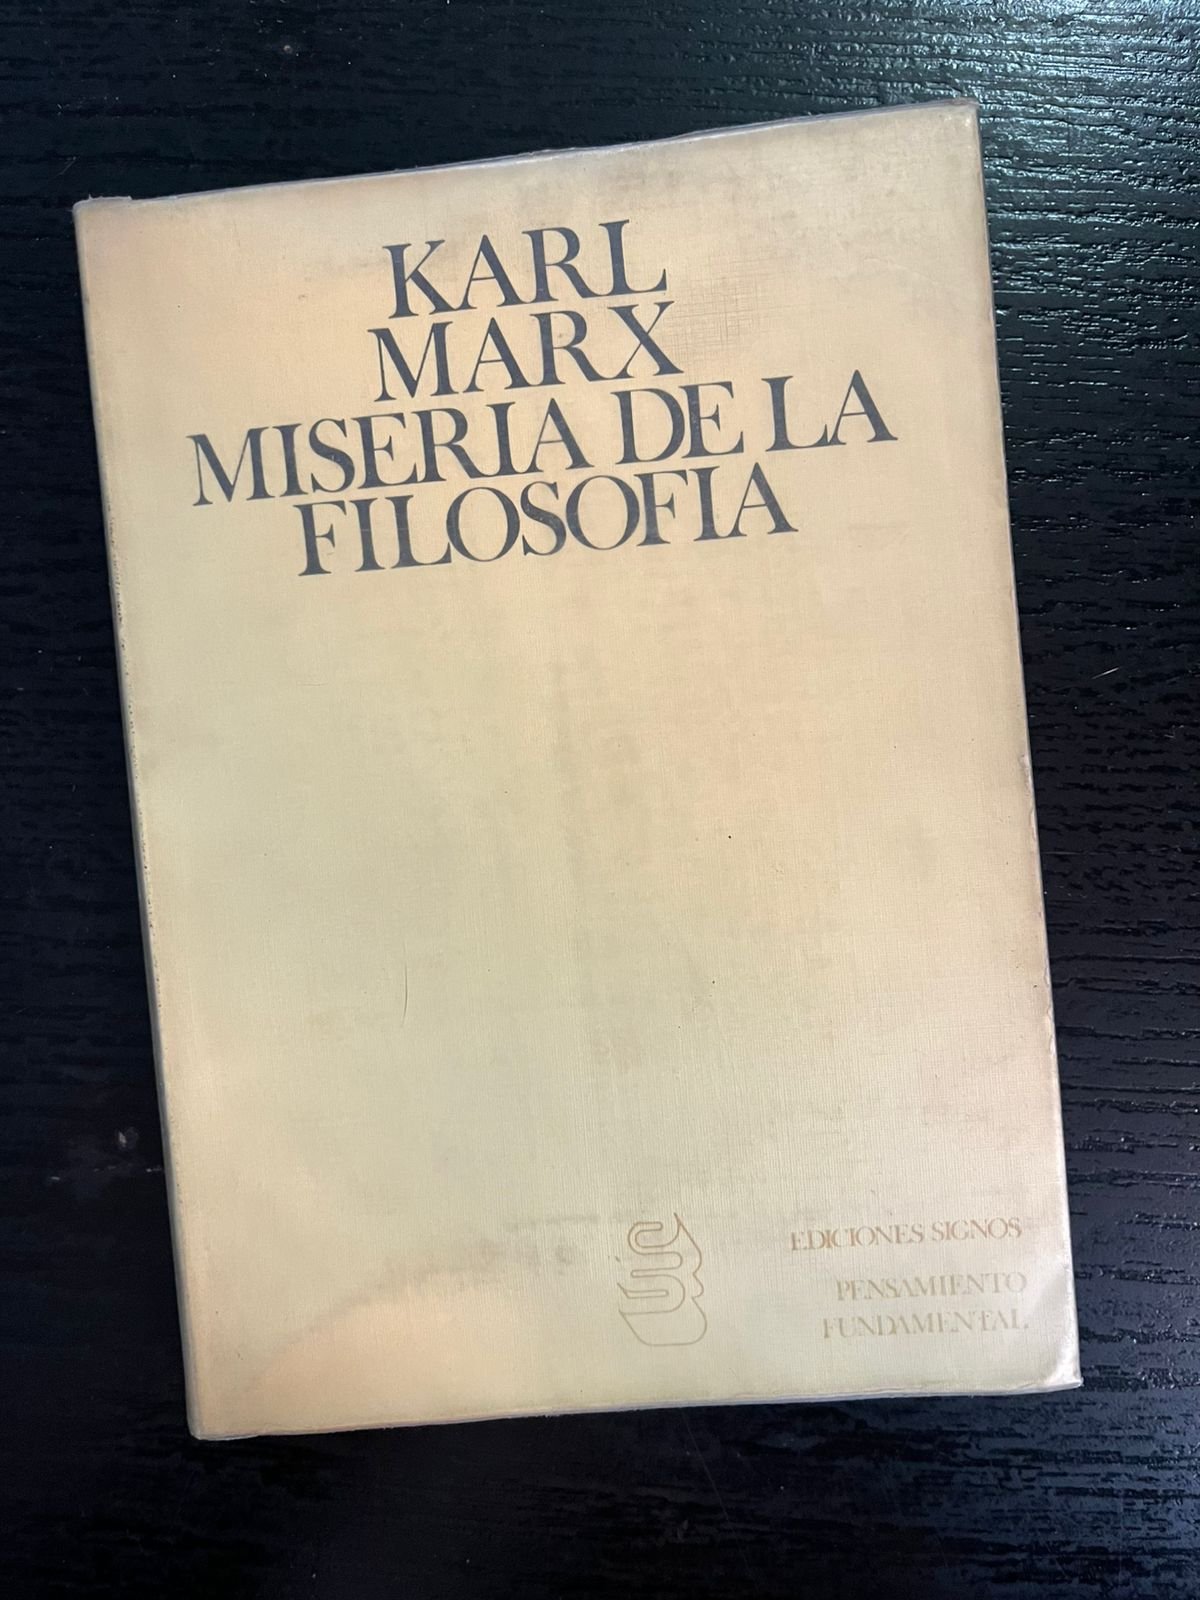 KARL
MARX
MISERIA DE LA
FILOSOFIA
EDICIONES SIGNOS
PENSAMIENTO
FUNDAMENTAL